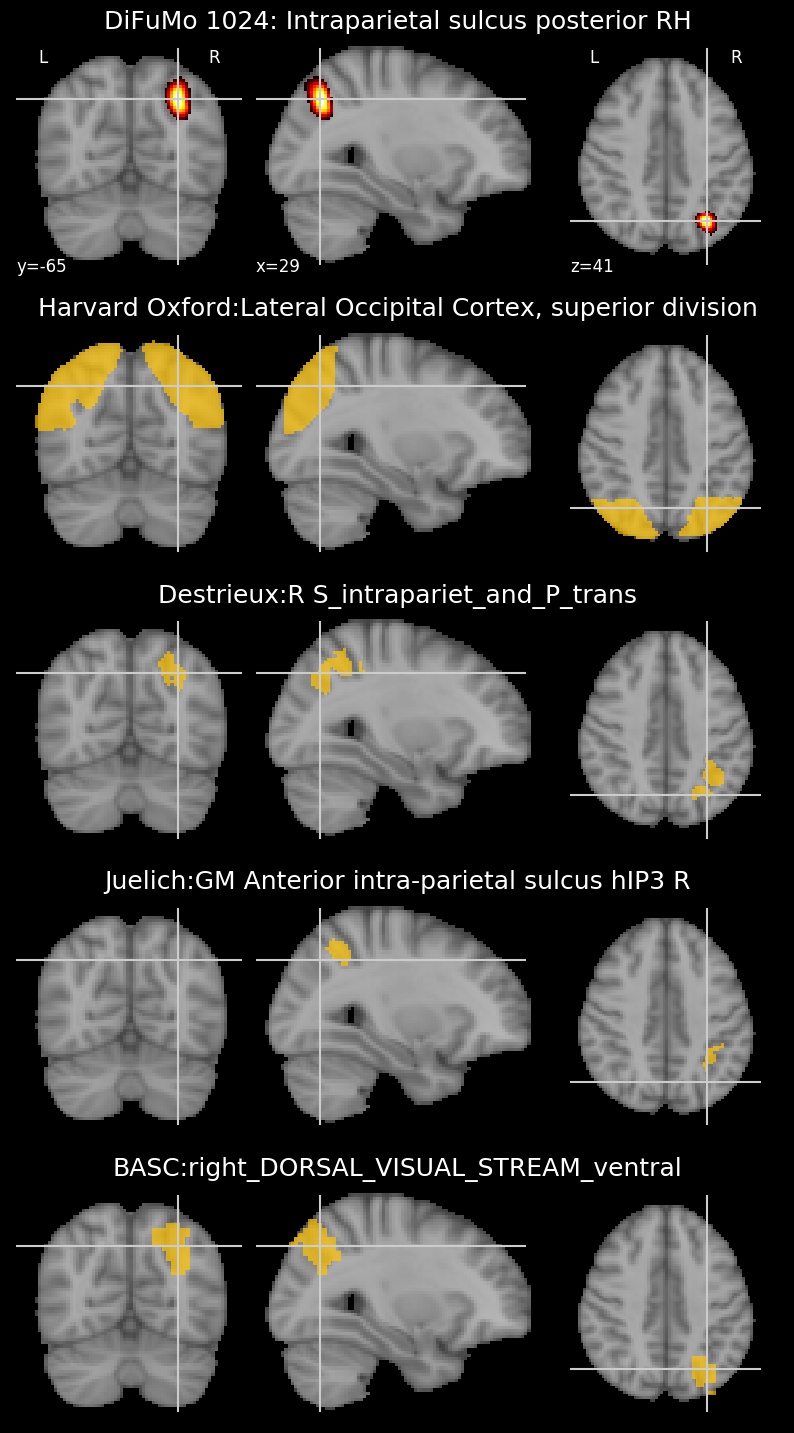 DiFuMo 1024: Intraparietal sulcus posterior RH
L R L R
y=-65 x=29 z=41
Harvard Oxford:Lateral Occipital Cortex, superior division
Destrieux:R S_intrapariet_and_P_trans
Juelich:GM Anterior intra-parietal sulcus hIP3 R
BASC:right_DORSAL_VISUAL_STREAM_ventral